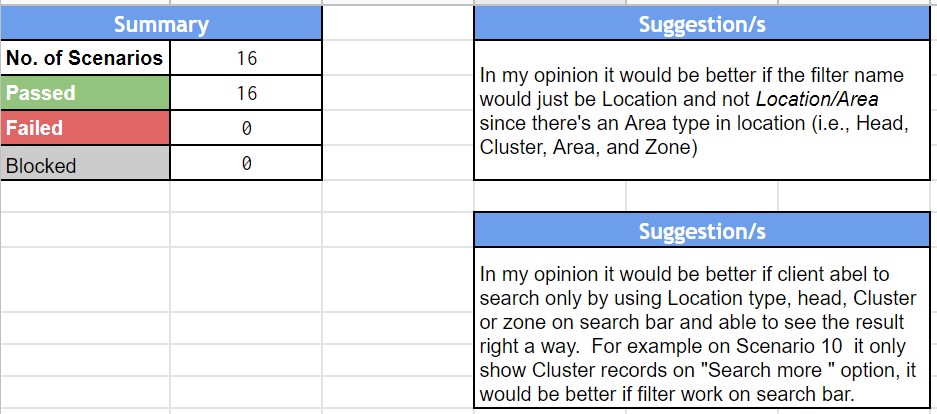 Summary
No. of Scenarios 16
Passed 16
Failed 0
Blocked 0
Suggestion/s
In my opinion it would be better if the filter name
would just be Location and not Location/Area
since there's an Area type in location (i.e., Head,
Cluster, Area, and Zone)
Suggestion/s
In my opinion it would be better if client abel to
search only by using Location type, head, Cluster
or zone on search bar and able to see the result
right a way.  For example on Scenario 10  it only
show Cluster records on "Search more " option, it
would be better if filter work on search bar.